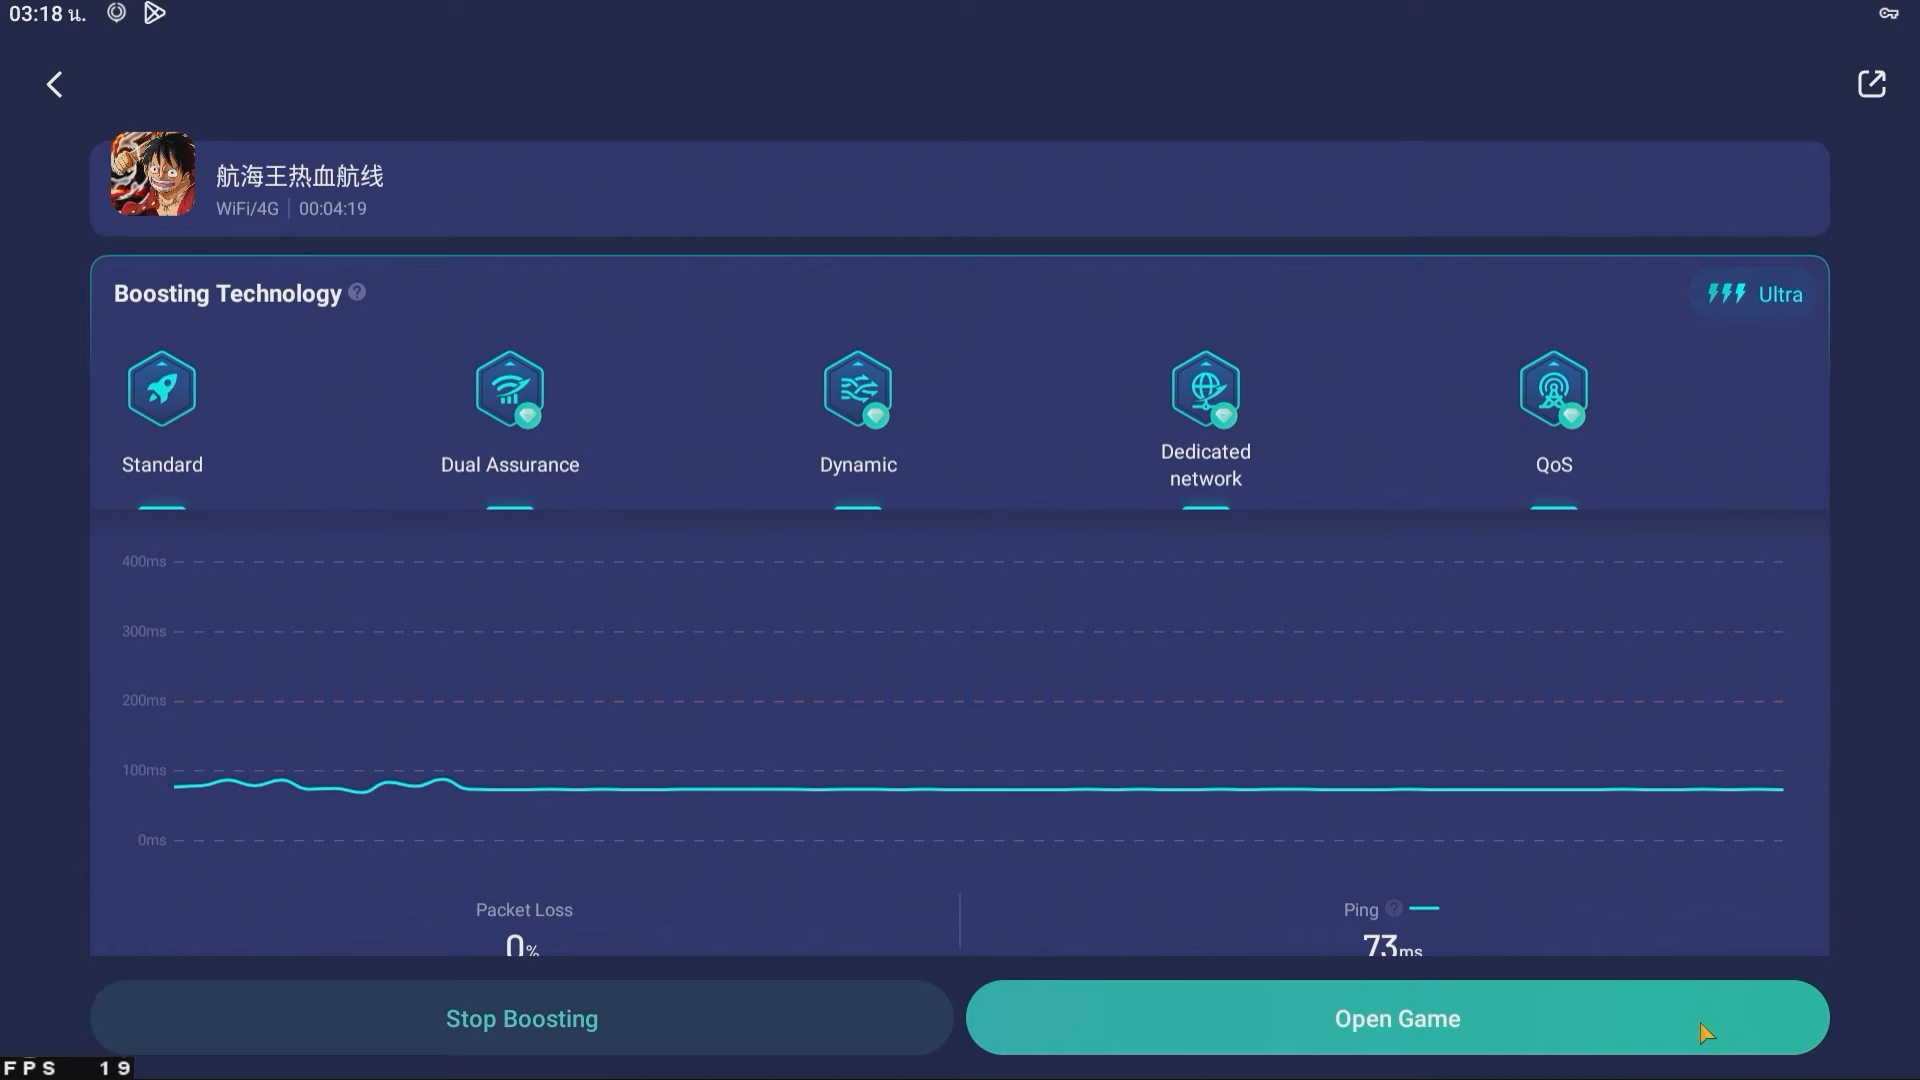 03:18 น.
航海王热血航线
WiFi/4G 00:04:19
Boosting Technology ?
Ultra
Standard
Dual Assurance
Dynamic
Dedicated
network
QoS
400ms
300ms
200ms
100ms
0ms
Packet Loss
0%
Ping ?
73ms
Stop Boosting
Open Game
FPS 19